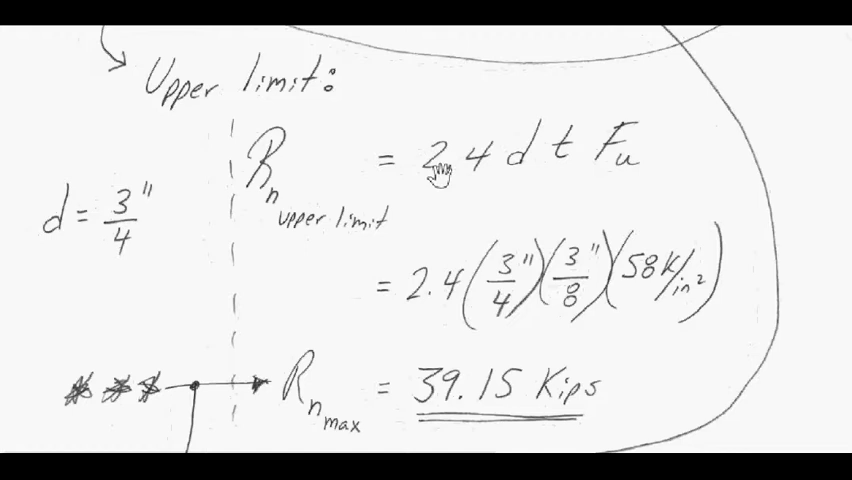 Upper limit:
R_n upper limit = 2.4 d t F_u
d = 3/4"
= 2.4 (3/4") (3/8") (58 K/in²)
*** → R_n max = 39.15 Kips